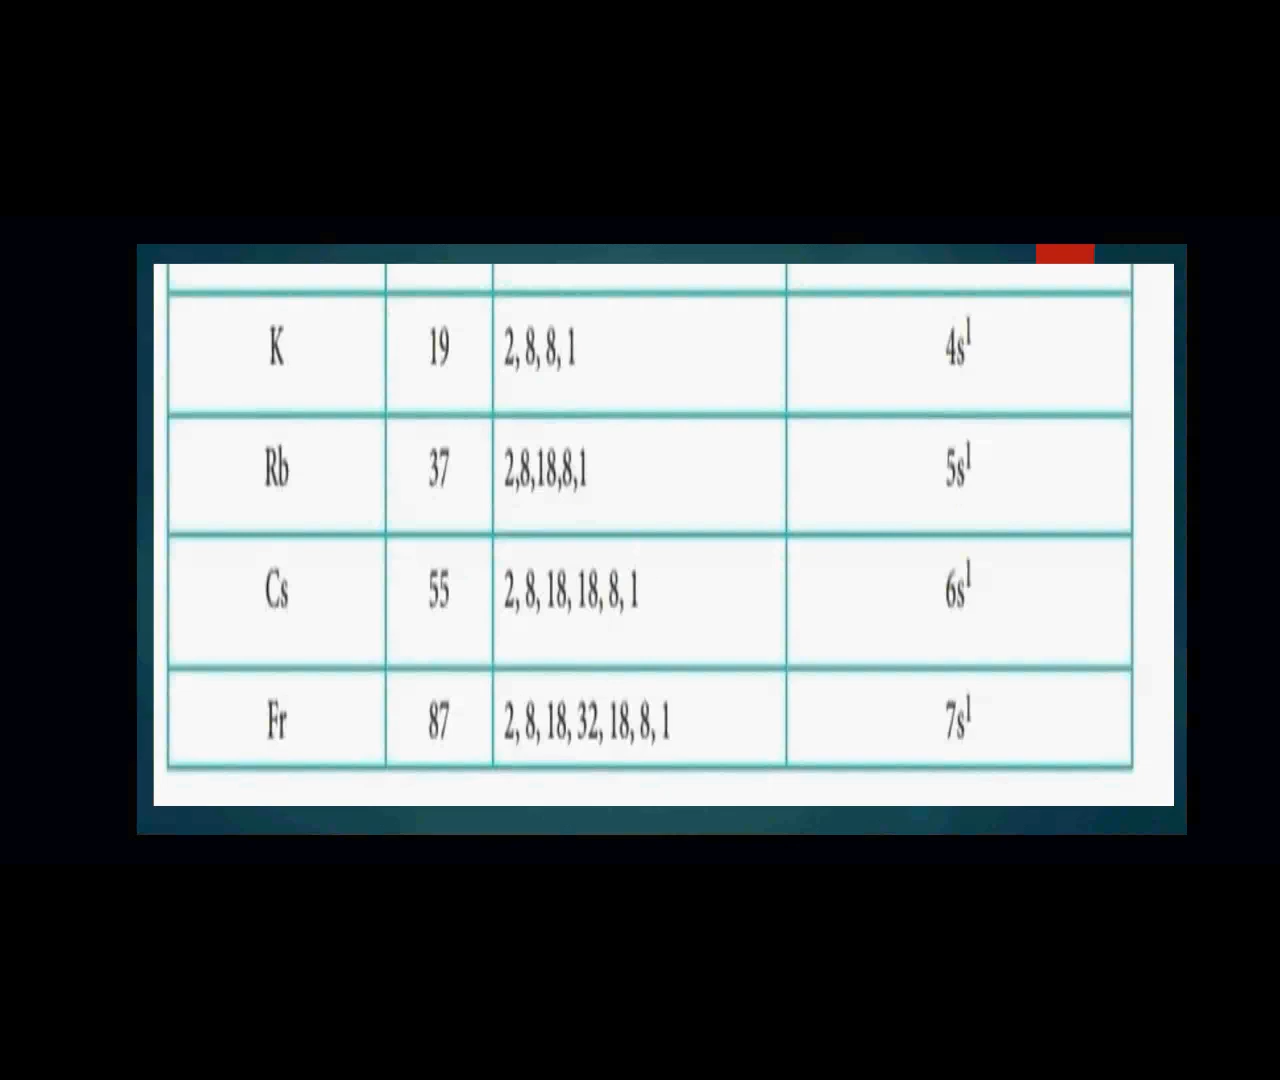 K 19 2, 8, 8, 1 4s¹
Rb 37 2,8,18,8,1 5s¹
Cs 55 2, 8, 18, 18, 8, 1 6s¹
Fr 87 2, 8, 18, 32, 18, 8, 1 7s¹